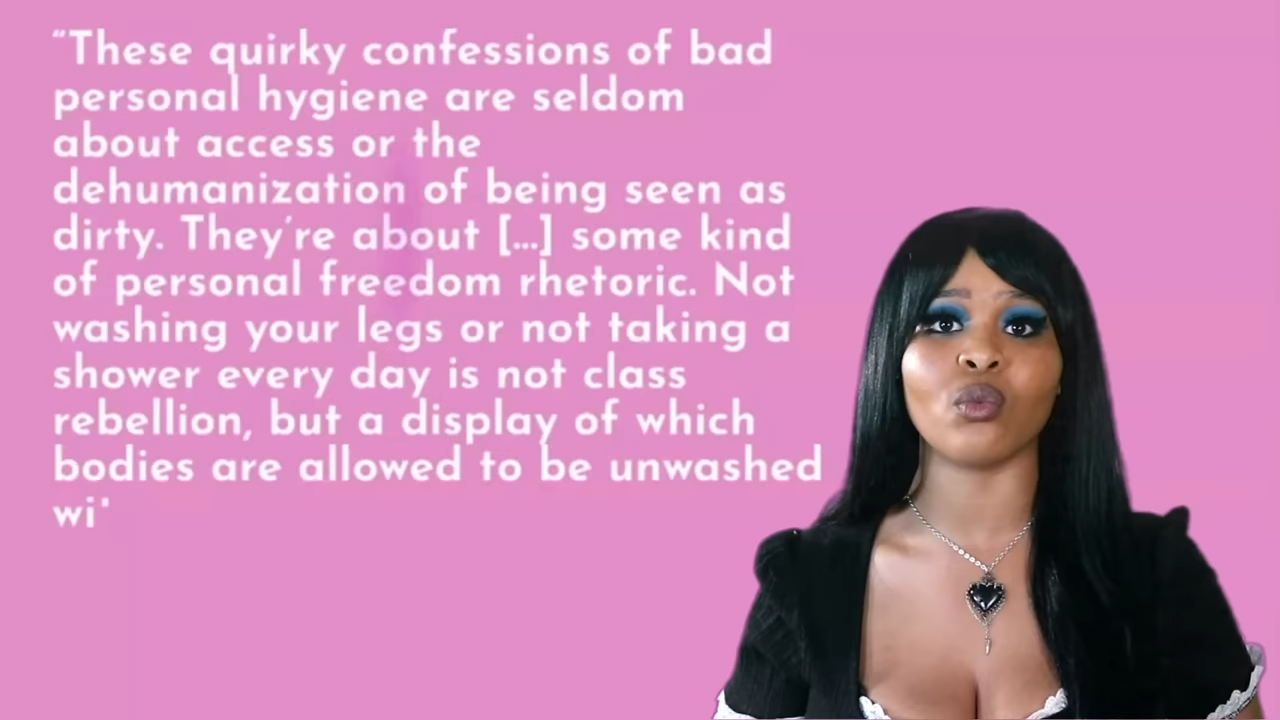 “These quirky confessions of bad
personal hygiene are seldom
about access or the
dehumanization of being seen as
dirty. They’re about [...] some kind
of personal freedom rhetoric. Not
washing your legs or not taking a
shower every day is not class
rebellion, but a display of which
bodies are allowed to be unwashed